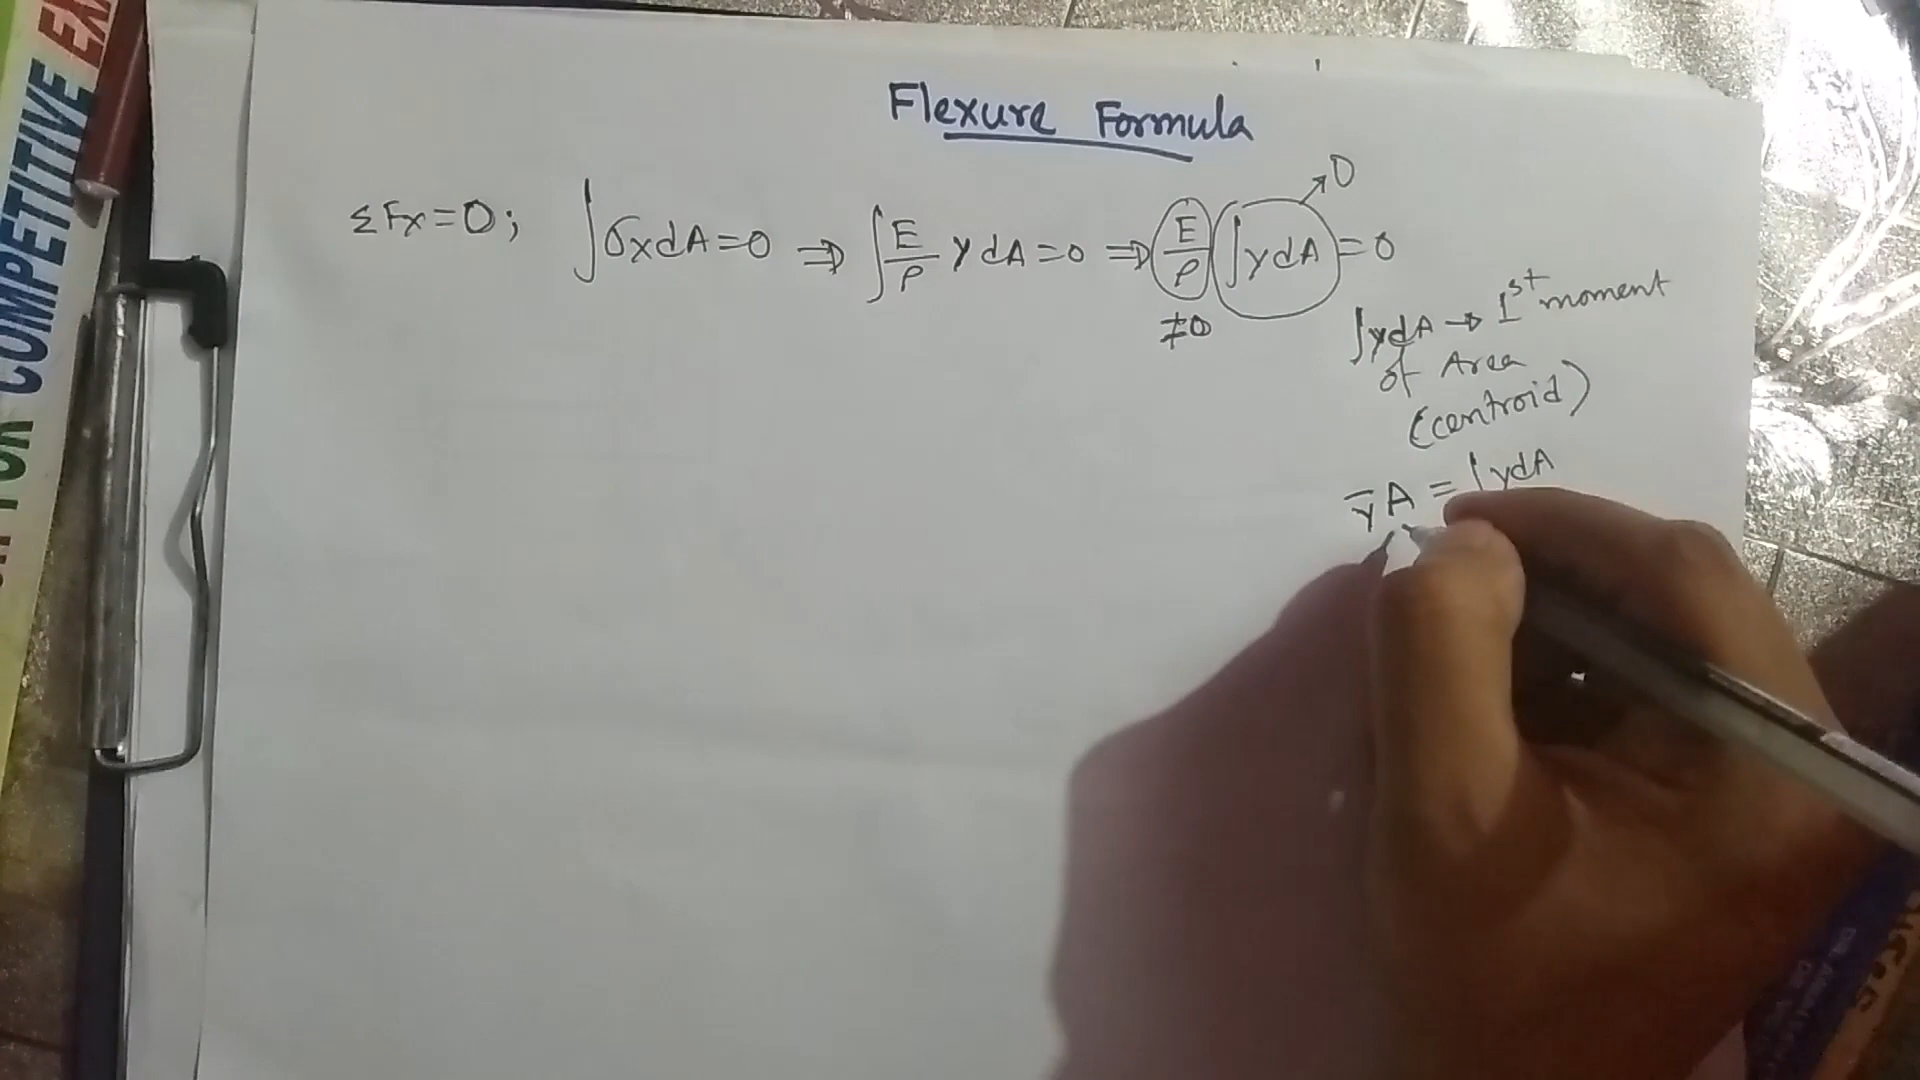 Flexure Formula
ΣFx=0; ∫σxdA=0 ⇒ ∫E/ρ y dA=0 ⇒ E/ρ ∫ydA=0
0
≠0
∫ydA → 1st moment
of Area
(centroid)
ȳA = ∫ydA
COMPETITIVE